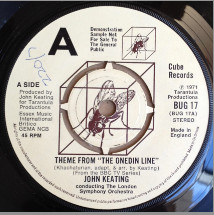 Demonstration
Sample Not
For Sale To
The General
Public
A
Cube
Records
A SIDE
Produced by
John Keating
for Tarantula
Productions
Essex Music
International
Britico
GEMA NCB
45 RPM
℗ 1971
Tarantula
Productions
BUG 17
(BUG 17A)
STEREO
Made in
England
THEME FROM "THE ONEDIN LINE"
(Khachaturian, adapt. & arr. by Keating)
(From the BBC TV Series)
JOHN KEATING
conducting The London
Symphony Orchestra